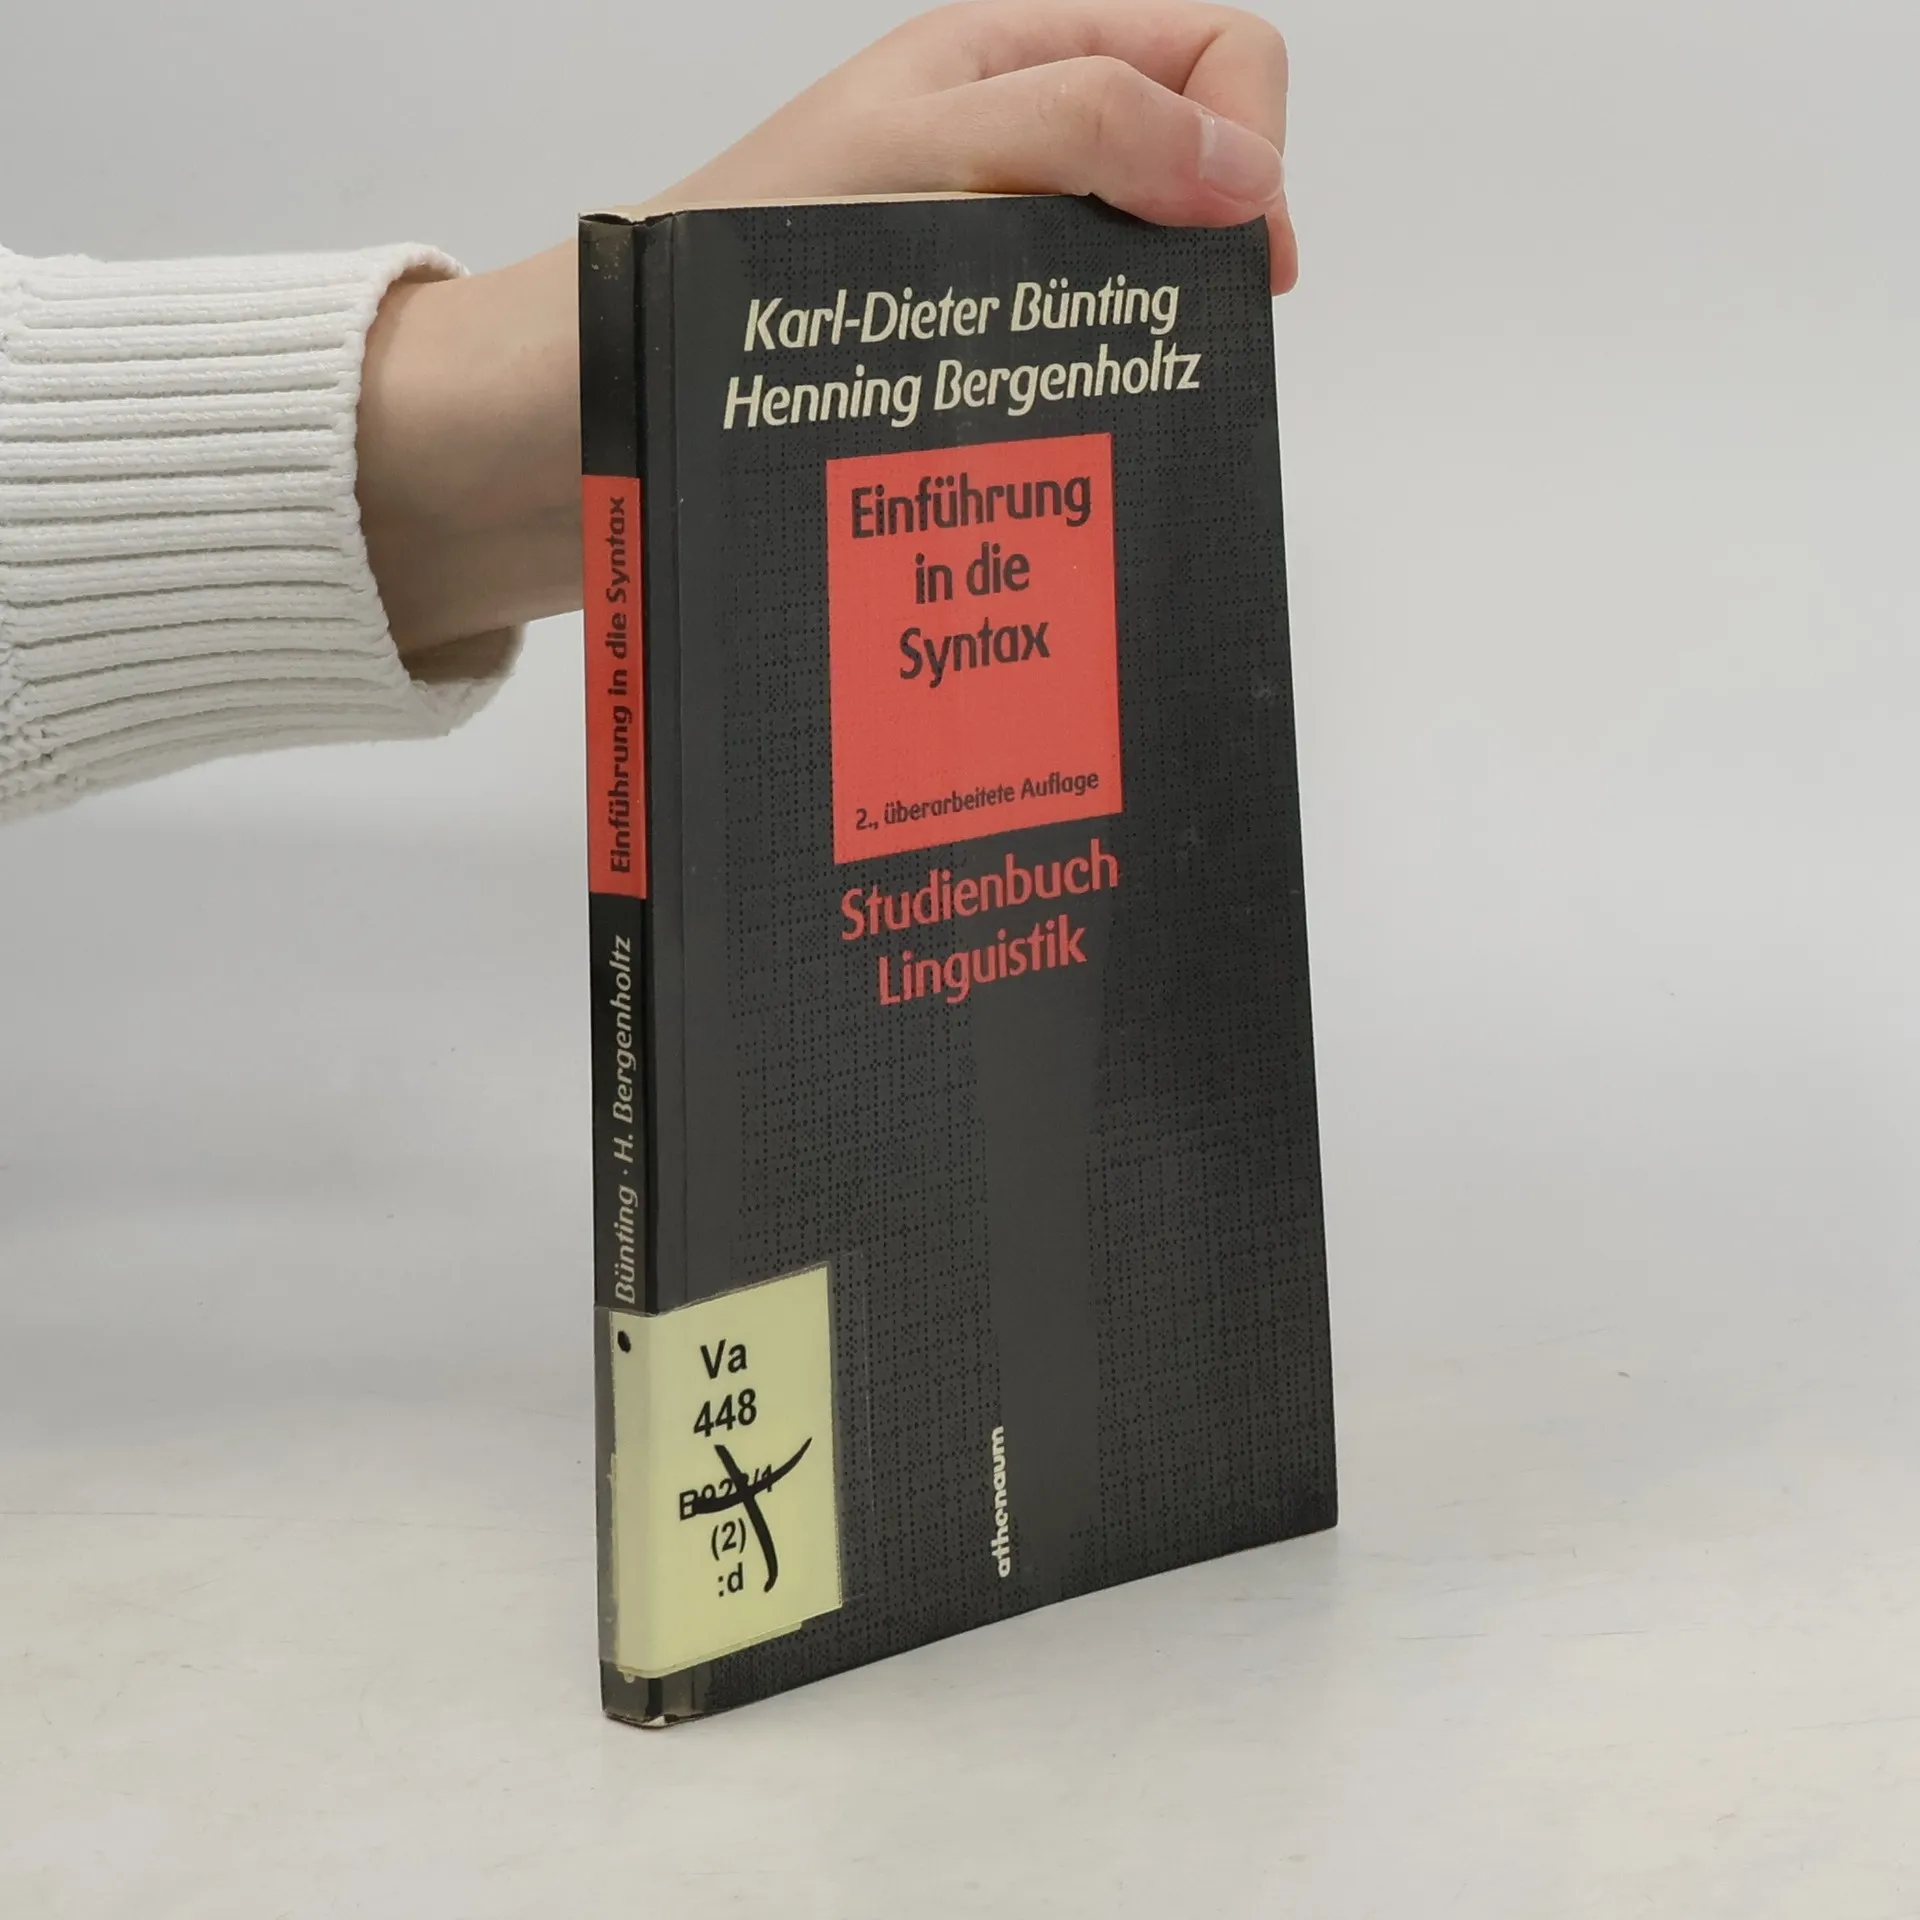 Karl-Dieter Bünting
Henning Bergenholtz
Einführung
in die
Syntax
2., überarbeitete Auflage
Studienbuch
Linguistik
athenaum
Einführung in die Syntax
Bünting · H. Bergenholtz
Va
448
(2)
:d